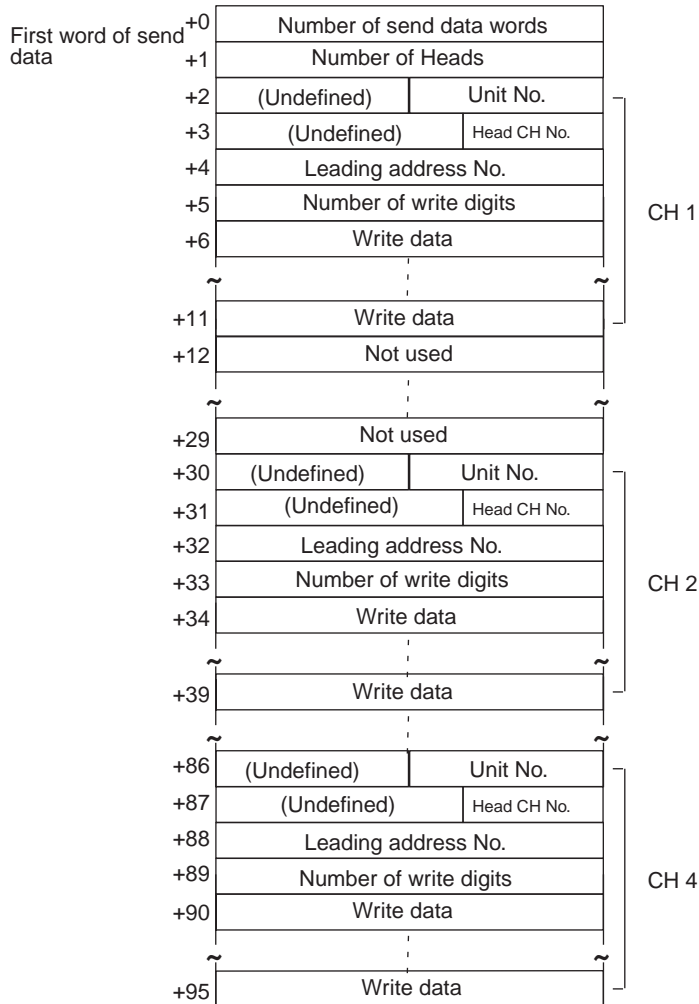 First word of send
data
+0 Number of send data words
+1 Number of Heads
+2 (Undefined) Unit No.
+3 (Undefined) Head CH No.
+4 Leading address No.
+5 Number of write digits
+6 Write data
CH 1
~ ~
+11 Write data
+12 Not used
~ ~
+29 Not used
+30 (Undefined) Unit No.
+31 (Undefined) Head CH No.
+32 Leading address No.
+33 Number of write digits
+34 Write data
CH 2
~ ~
+39 Write data
~ ~
+86 (Undefined) Unit No.
+87 (Undefined) Head CH No.
+88 Leading address No.
+89 Number of write digits
+90 Write data
CH 4
~ ~
+95 Write data